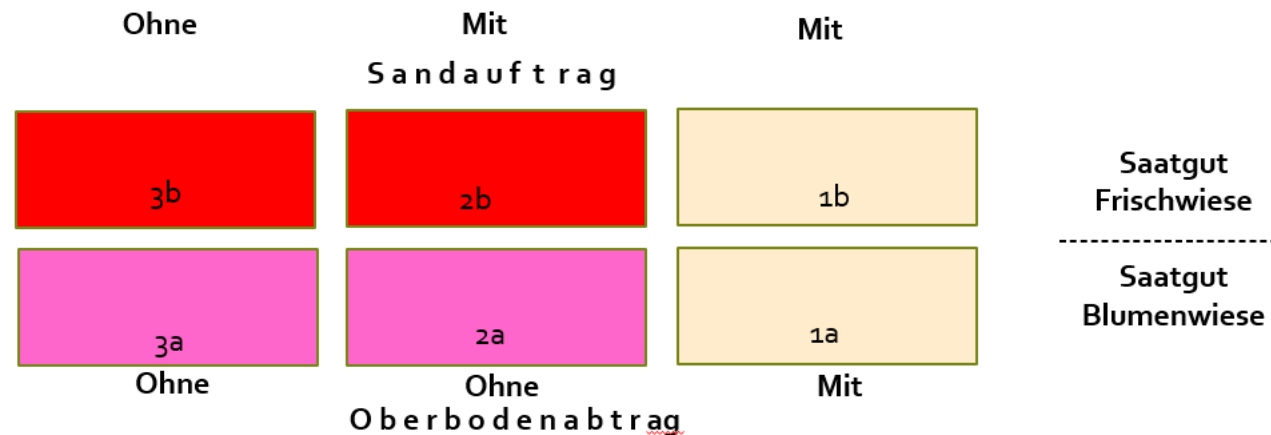 Ohne Mit Mit
Sandauftrag
3b 2b 1b
Saatgut
Frischwiese
Saatgut
Blumenwiese
3a 2a 1a
Ohne Ohne Mit
Oberbodenabtrag